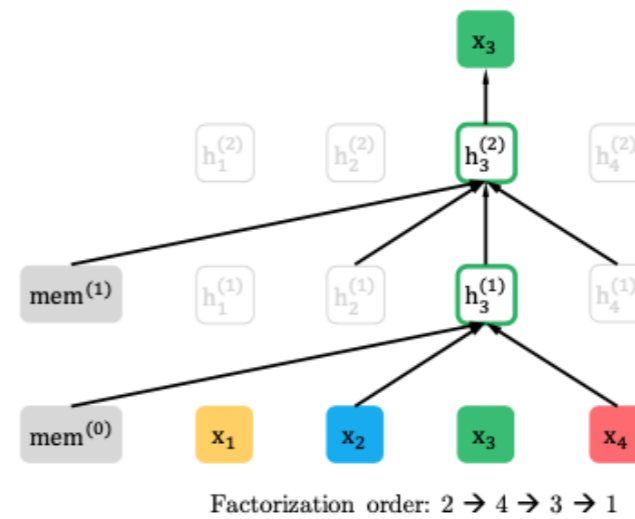 x₃
h₁⁽²⁾ h₂⁽²⁾ h₃⁽²⁾ h₄⁽²⁾
mem⁽¹⁾ h₁⁽¹⁾ h₂⁽¹⁾ h₃⁽¹⁾ h₄⁽¹⁾
mem⁽⁰⁾ x₁ x₂ x₃ x₄
Factorization order: 2 → 4 → 3 → 1